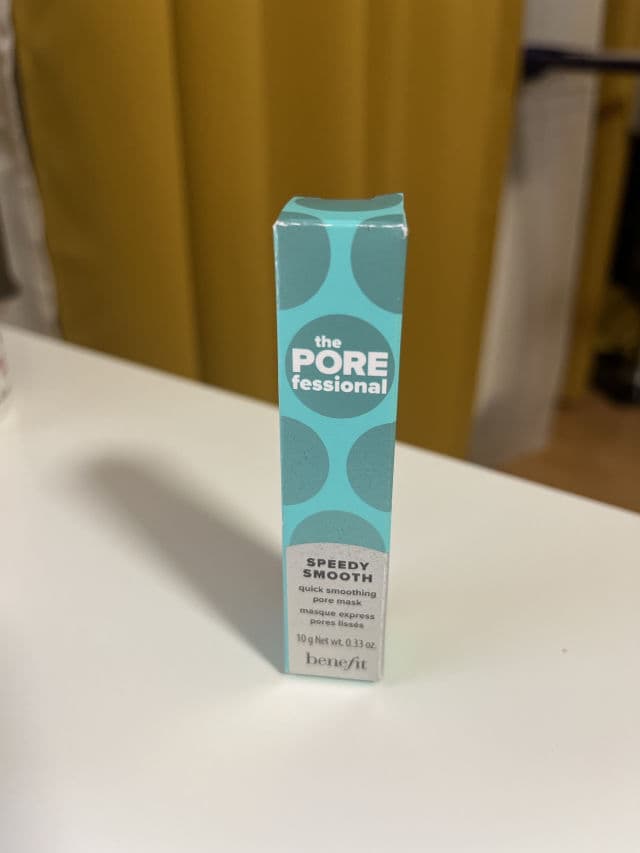 the
PORE
fessional
SPEEDY
SMOOTH
quick smoothing
pore mask
masque express
pores lissés
10 g Net wt. 0.33 oz.
benefit